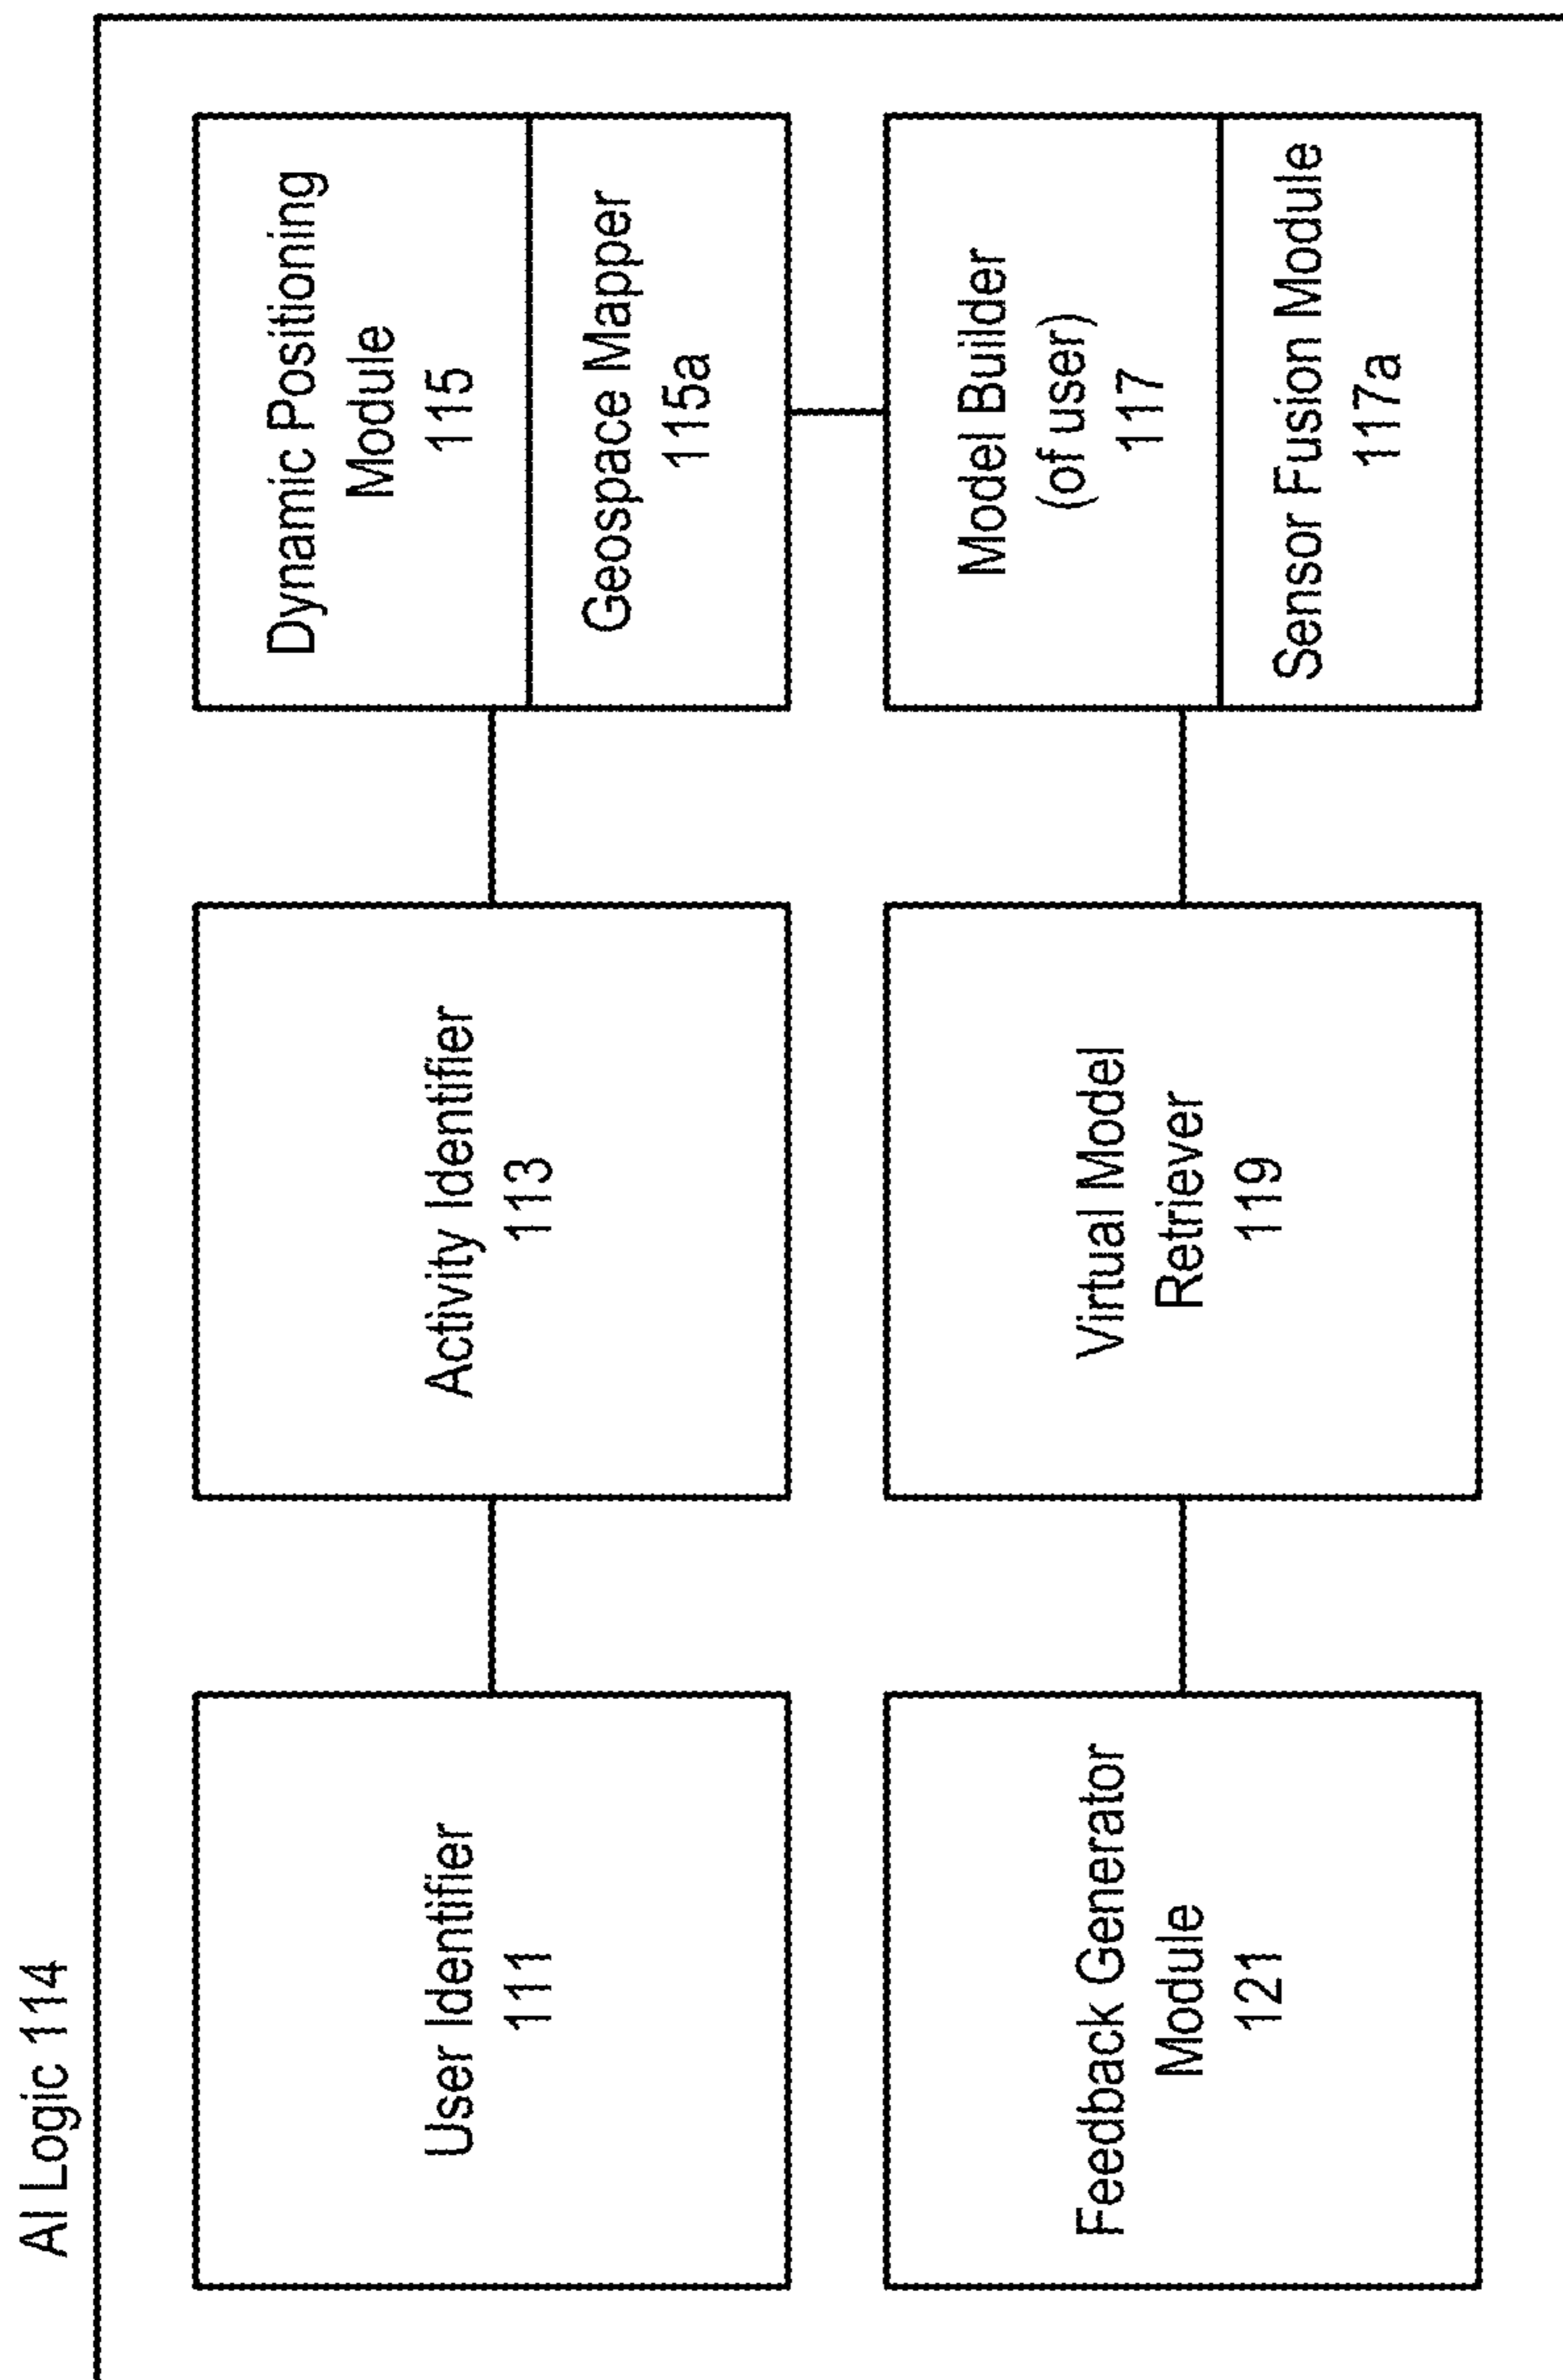 AI Logic 114
User Identifier
111
Activity Identifier
113
Dynamic Positioning
Module
115
Geospace Mapper
115a
Feedback Generator
Module
121
Virtual Model
Retriever
119
Model Builder
(of user)
117
Sensor Fusion Module
117a